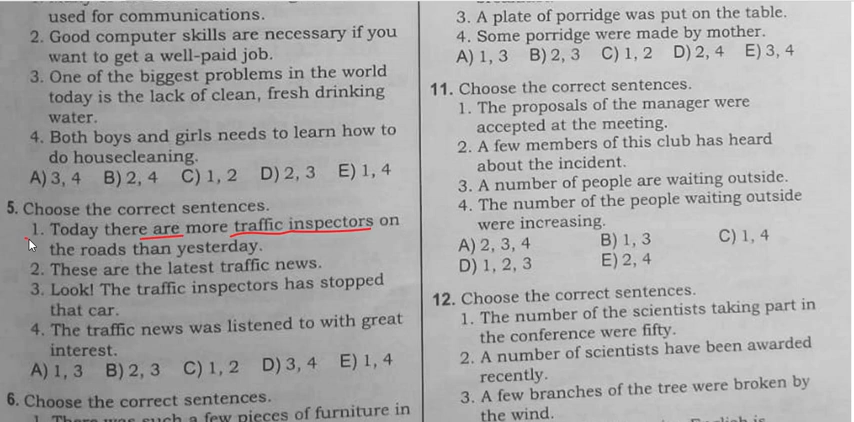 used for communications.
2. Good computer skills are necessary if you
want to get a well-paid job.
3. One of the biggest problems in the world
today is the lack of clean, fresh drinking
water.
4. Both boys and girls needs to learn how to
do housecleaning.
A) 3, 4 B) 2, 4 C) 1, 2 D) 2, 3 E) 1, 4
5. Choose the correct sentences.
1. Today there are more traffic inspectors on
the roads than yesterday.
2. These are the latest traffic news.
3. Look! The traffic inspectors has stopped
that car.
4. The traffic news was listened to with great
interest.
A) 1, 3 B) 2, 3 C) 1, 2 D) 3, 4 E) 1, 4
6. Choose the correct sentences.
1. There was such a few pieces of furniture in
3. A plate of porridge was put on the table.
4. Some porridge were made by mother.
A) 1, 3 B) 2, 3 C) 1, 2 D) 2, 4 E) 3, 4
11. Choose the correct sentences.
1. The proposals of the manager were
accepted at the meeting.
2. A few members of this club has heard
about the incident.
3. A number of people are waiting outside.
4. The number of the people waiting outside
were increasing.
A) 2, 3, 4 B) 1, 3 C) 1, 4
D) 1, 2, 3 E) 2, 4
12. Choose the correct sentences.
1. The number of the scientists taking part in
the conference were fifty.
2. A number of scientists have been awarded
recently.
3. A few branches of the tree were broken by
the wind.